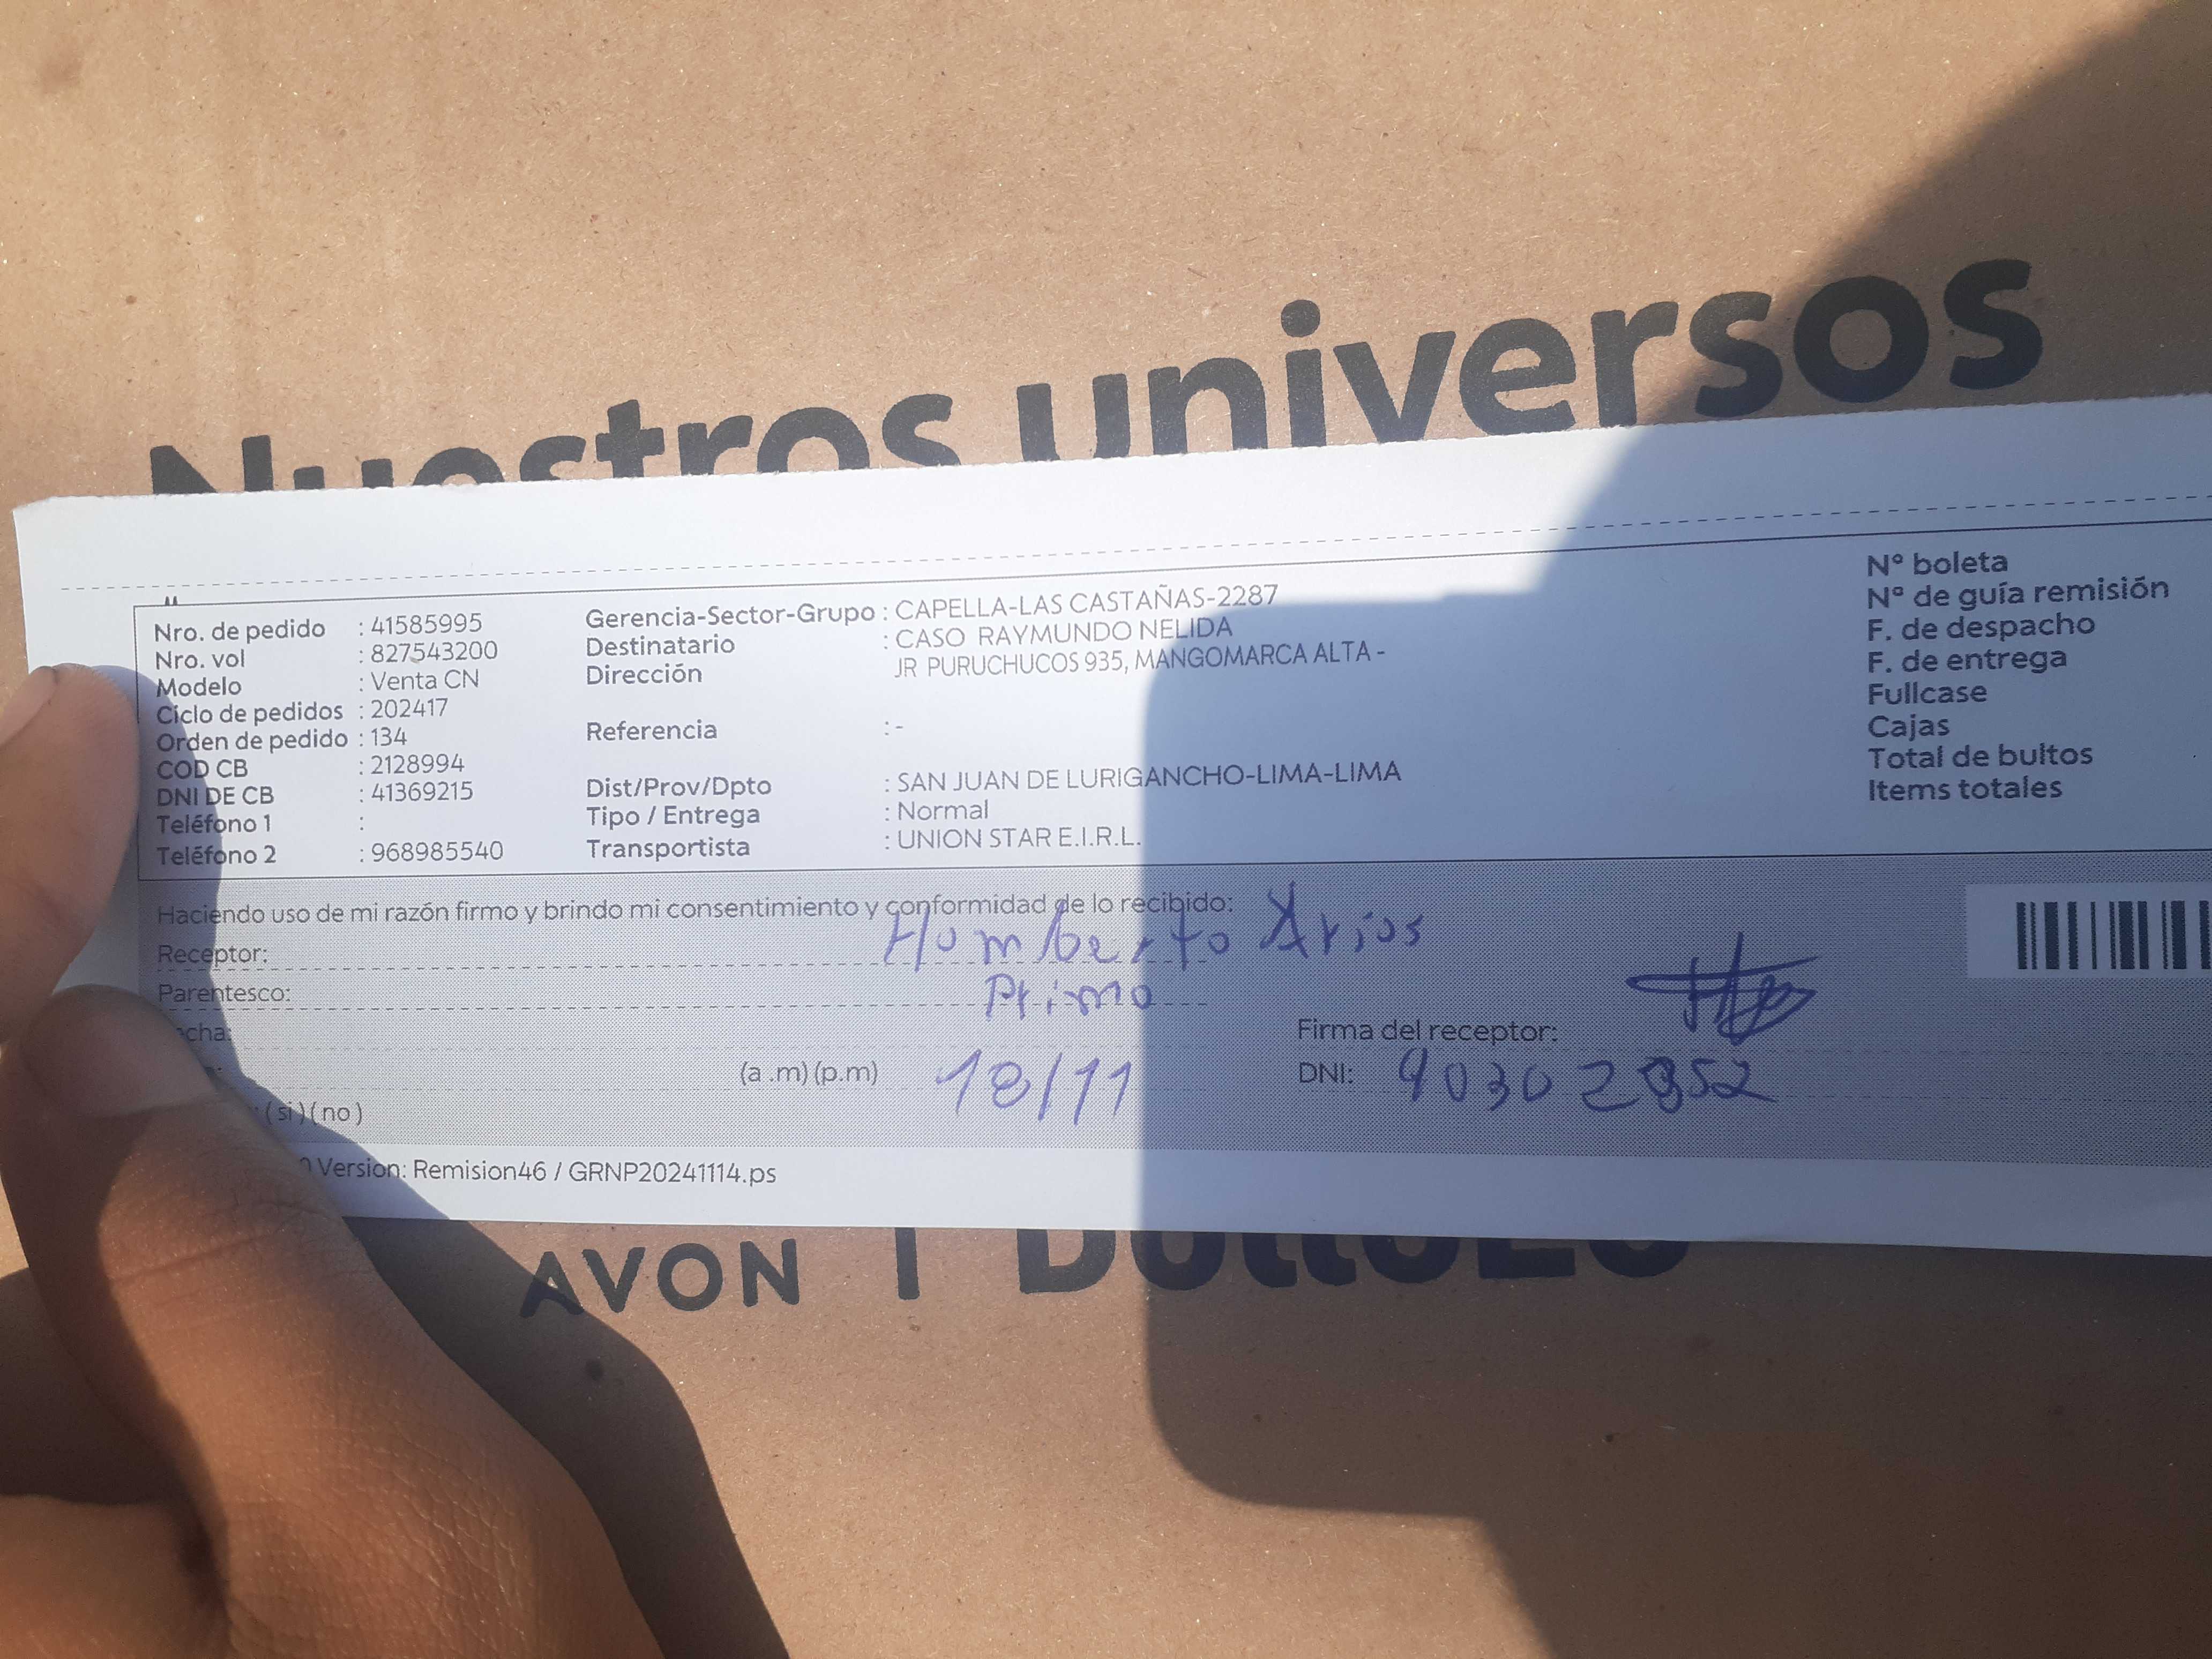 Nuestros universos
Nro. de pedido : 41585995
Nro. vol : 827543200
Modelo : Venta CN
Ciclo de pedidos : 202417
Orden de pedido : 134
COD CB : 2128994
DNI DE CB : 41369215
Teléfono 1 :
Teléfono 2 : 968985540
Gerencia-Sector-Grupo : CAPELLA-LAS CASTAÑAS-2287
Destinatario : CASO RAYMUNDO NELIDA
Dirección JR PURUCHUCOS 935, MANGOMARCA ALTA -
Referencia : -
Dist/Prov/Dpto : SAN JUAN DE LURIGANCHO-LIMA-LIMA
Tipo / Entrega : Normal
Transportista : UNION STAR E.I.R.L.
Nº boleta
Nº de guía remisión
F. de despacho
F. de entrega
Fullcase
Cajas
Total de bultos
Items totales
Haciendo uso de mi razón firmo y brindo mi consentimiento y conformidad de lo recibido:
Receptor: Humberto Arias
Parentesco: Primo
cha:
Firma del receptor:
(a .m) (p.m) 18/11
DNI:
(si) (no)
Version: Remision46 / GRNP20241114.ps
AVON |